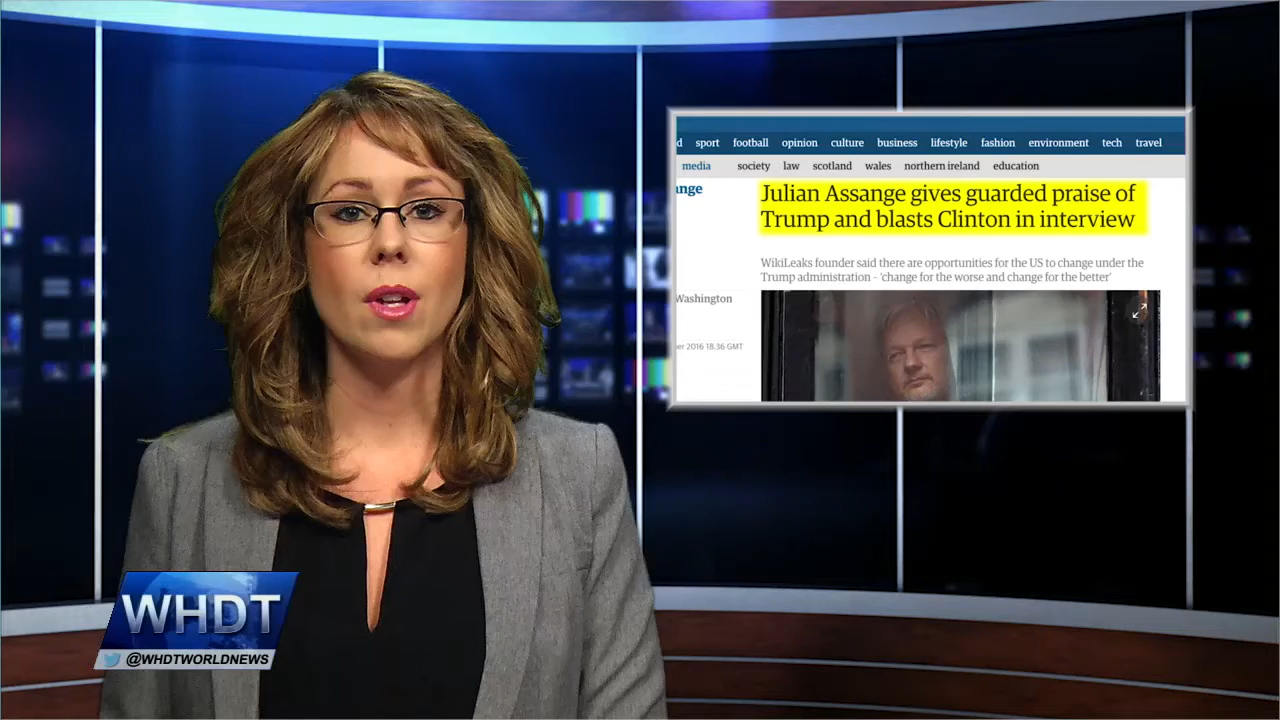 d sport football opinion culture business lifestyle fashion environment tech travel
media society law scotland wales northern ireland education
ange
Julian Assange gives guarded praise of
Trump and blasts Clinton in interview
WikiLeaks founder said there are opportunities for the US to change under the
Trump administration - 'change for the worse and change for the better'
Washington
er 2016 18.36 GMT
WHDT
@WHDTWORLDNEWS